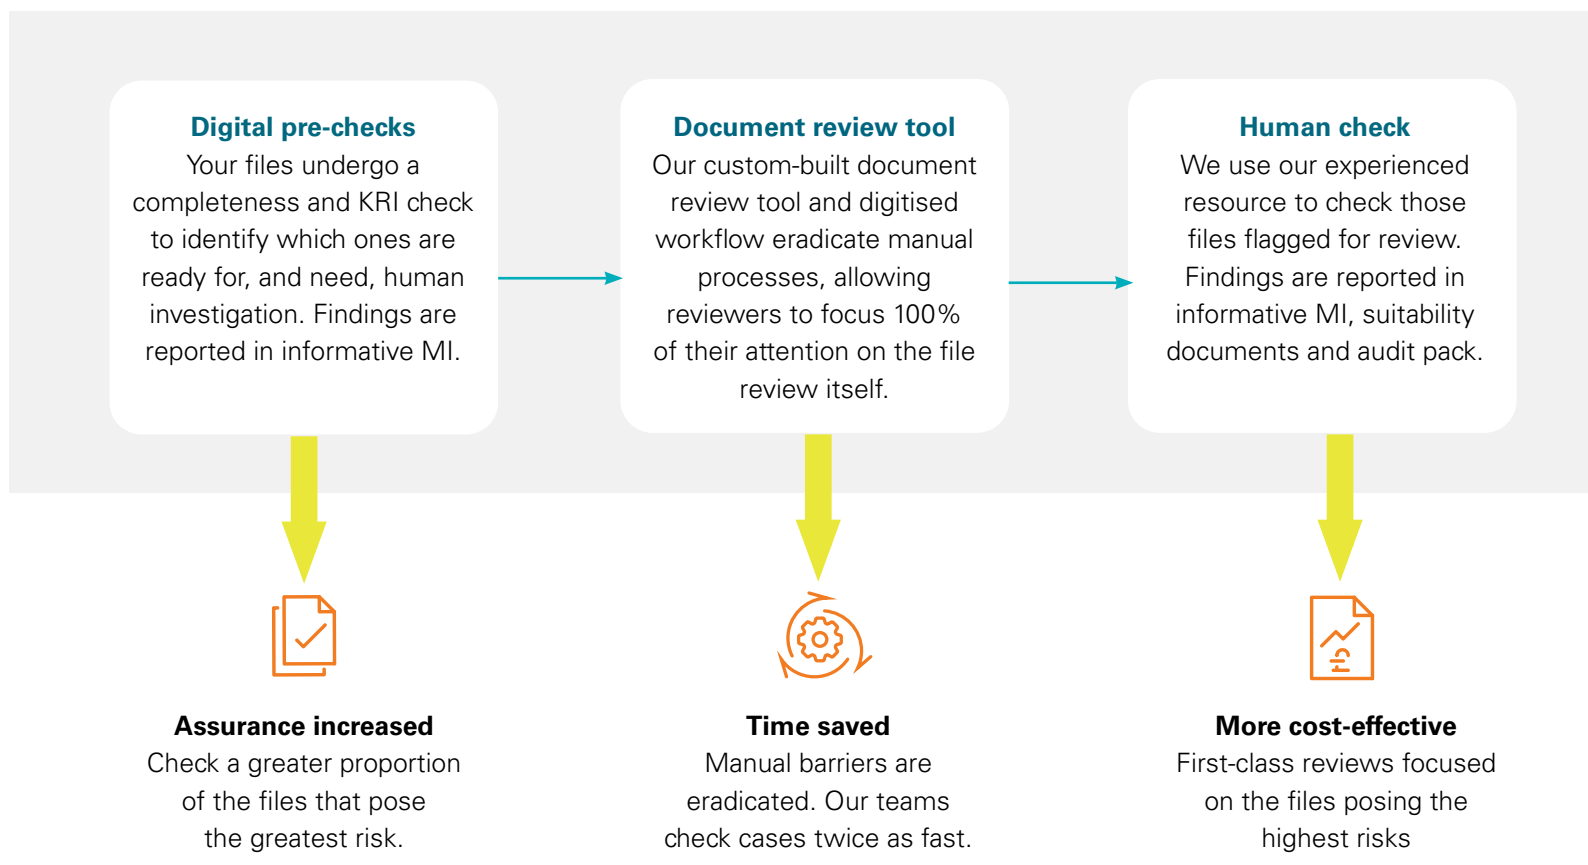 Digital pre-checks
Your files undergo a
completeness and KRI check
to identify which ones are
ready for, and need, human
investigation. Findings are
reported in informative MI.
Document review tool
Our custom-built document
review tool and digitised
workflow eradicate manual
processes, allowing
reviewers to focus 100%
of their attention on the file
review itself.
Human check
We use our experienced
resource to check those
files flagged for review.
Findings are reported in
informative MI, suitability
documents and audit pack.
Assurance increased
Check a greater proportion
of the files that pose
the greatest risk.
Time saved
Manual barriers are
eradicated. Our teams
check cases twice as fast.
£
More cost-effective
First-class reviews focused
on the files posing the
highest risks